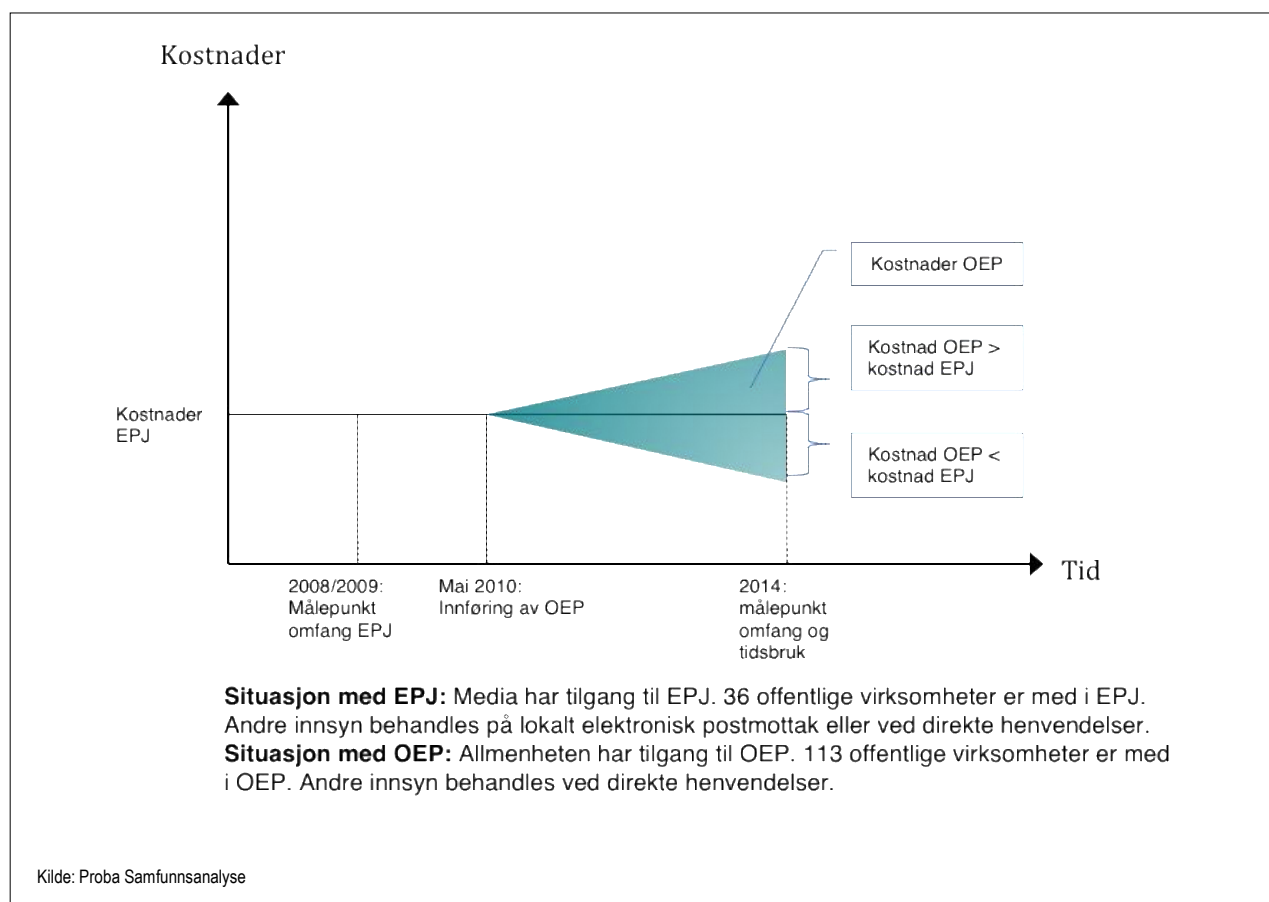 Kostnader
Kostnader OEP
Kostnad OEP >
kostnad EPJ
Kostnader
EPJ
Kostnad OEP <
kostnad EPJ
Tid
2008/2009:
Målepunkt
omfang EPJ
Mai 2010:
Innføring av OEP
2014:
målepunkt
omfang og
tidsbruk
Situasjon med EPJ: Media har tilgang til EPJ. 36 offentlige virksomheter er med i EPJ.
Andre innsyn behandles på lokalt elektronisk postmottak eller ved direkte henvendelser.
Situasjon med OEP: Allmenheten har tilgang til OEP. 113 offentlige virksomheter er med
i OEP. Andre innsyn behandles ved direkte henvendelser.
Kilde: Proba Samfunnsanalyse